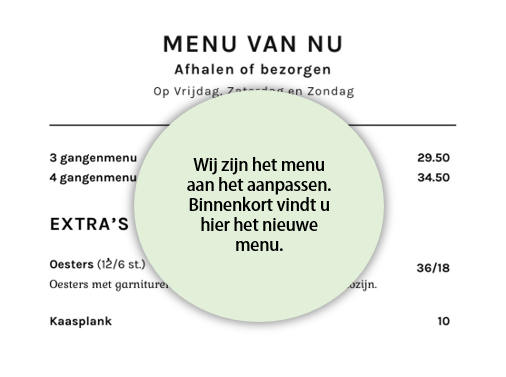 MENU VAN NU
Afhalen of bezorgen
Op Vrijdag, Zaterdag en Zondag
3 gangenmenu 29.50
4 gangenmenu 34.50
Wij zijn het menu
aan het aanpassen.
Binnenkort vindt u
hier het nieuwe
menu.
EXTRA'S
Oesters (12/6 st.) 36/18
Oesters met garniture
Kaasplank 10